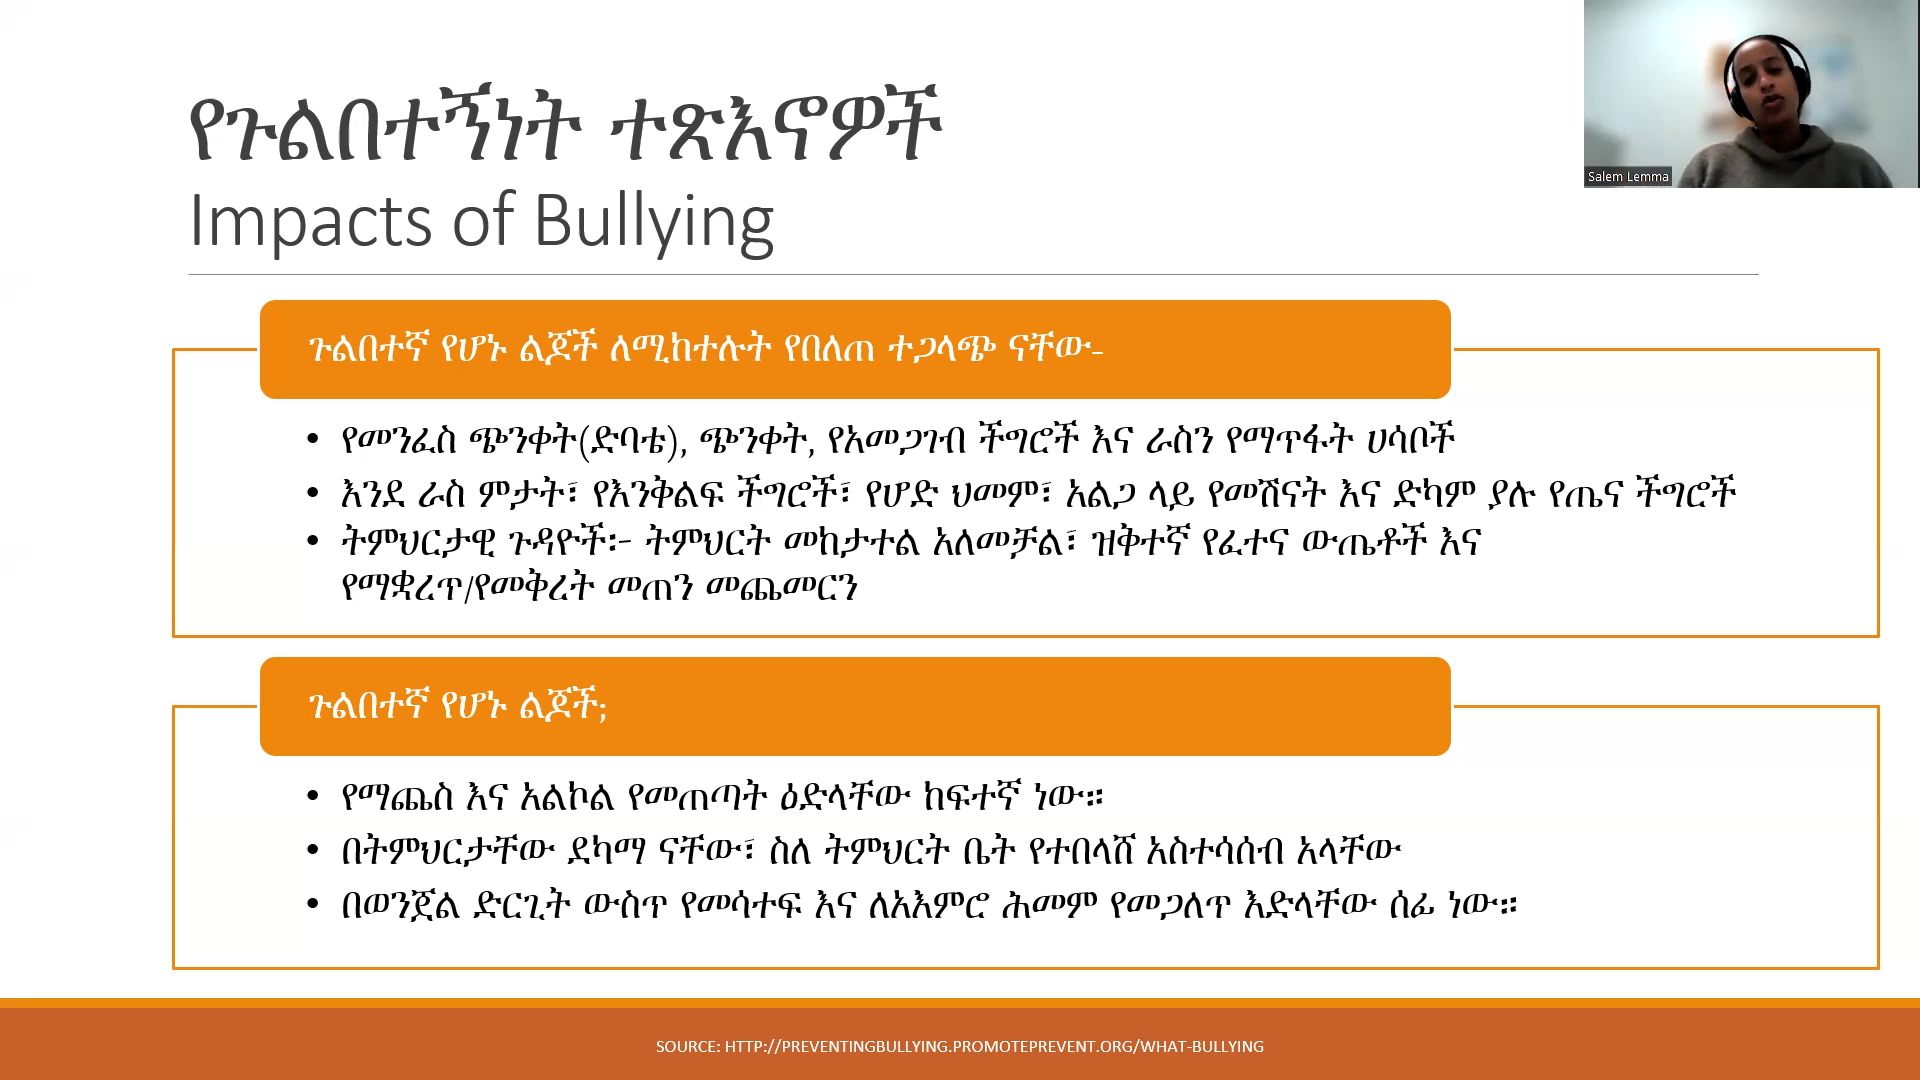 የጉልበተኝነት ተጽእኖዎች
Impacts of Bullying
Salem Lemma
ጉልበተኛ የሆኑ ልጆች ለሚከተሉት የበለጠ ተጋላጭ ናቸው-
• የመንፈስ ጭንቀት(ድባቴ), ጭንቀት, የአመጋገብ ችግሮች እና ራስን የማጥፋት ሀሳቦች
• እንደ ራስ ምታት፣ የእንቅልፍ ችግሮች፣ የሆድ ህመም፣ አልጋ ላይ የመሽናት እና ድካም ያሉ የጤና ችግሮች
• ትምህርታዊ ጉዳዮች፡- ትምህርት መከታተል አለመቻል፣ ዝቅተኛ የፈተና ውጤቶች እና
የማቋረጥ/የመቅረት መጠን መጨመርን
ጉልበተኛ የሆኑ ልጆች;
• የማጨስ እና አልኮል የመጠጣት ዕድላቸው ከፍተኛ ነው።
• በትምህርታቸው ደካማ ናቸው፣ ስለ ትምህርት ቤት የተበላሸ አስተሳሰብ አላቸው
• በወንጀል ድርጊት ውስጥ የመሳተፍ እና ለአእምሮ ሕመም የመጋለጥ እድላቸው ሰፊ ነው።
SOURCE: HTTP://PREVENTINGBULLYING.PROMOTEPREVENT.ORG/WHAT-BULLYING